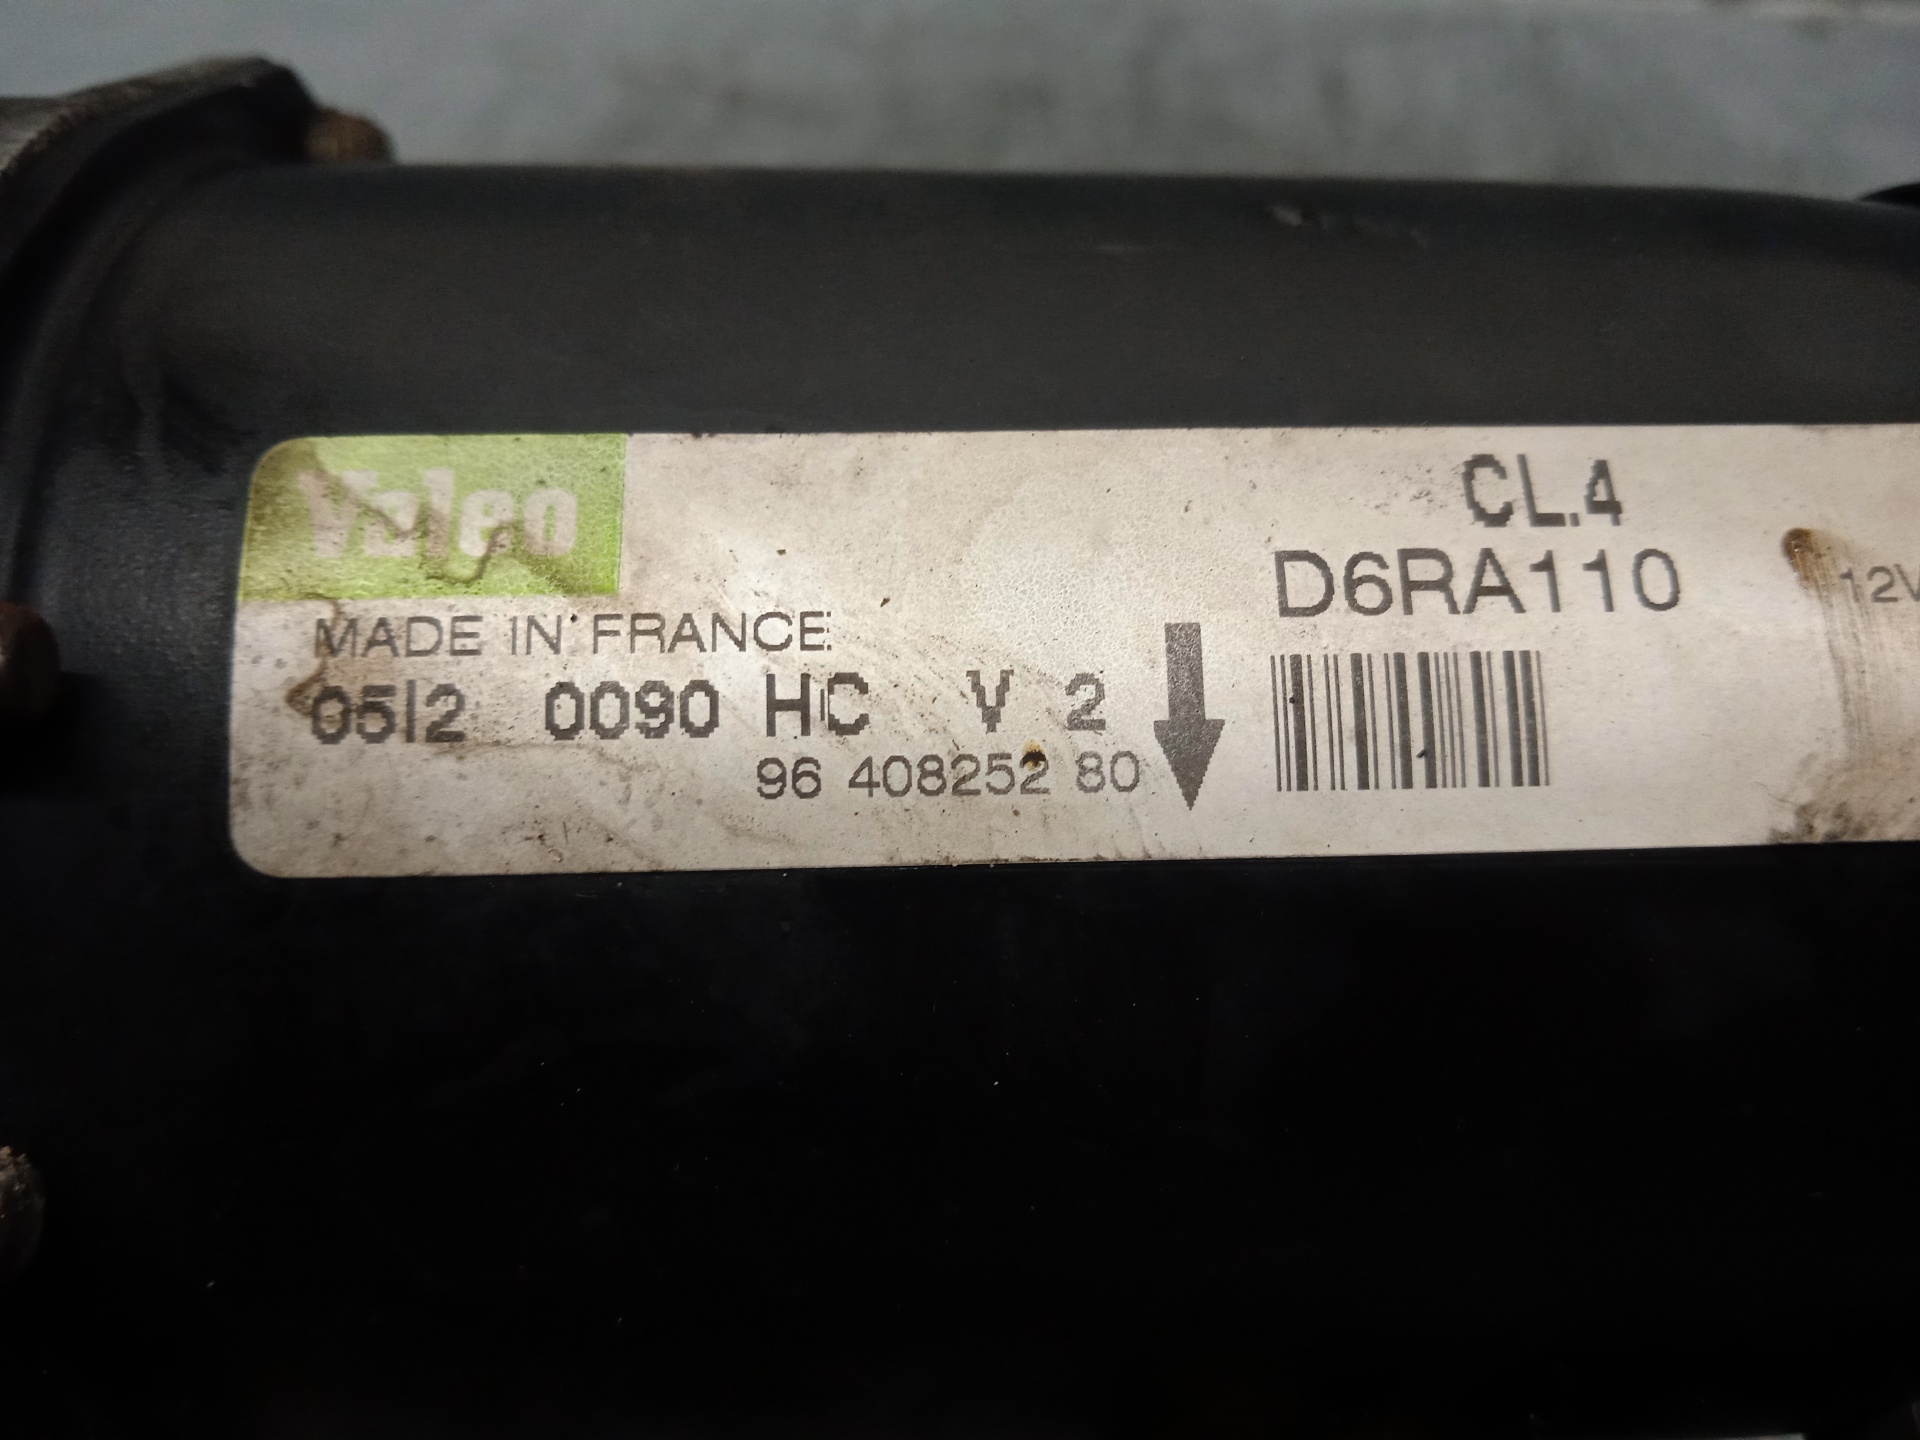 Valeo
CL.4
D6RA110
12V
MADE IN FRANCE
05|2 0090 HC V 2
96 408252 80